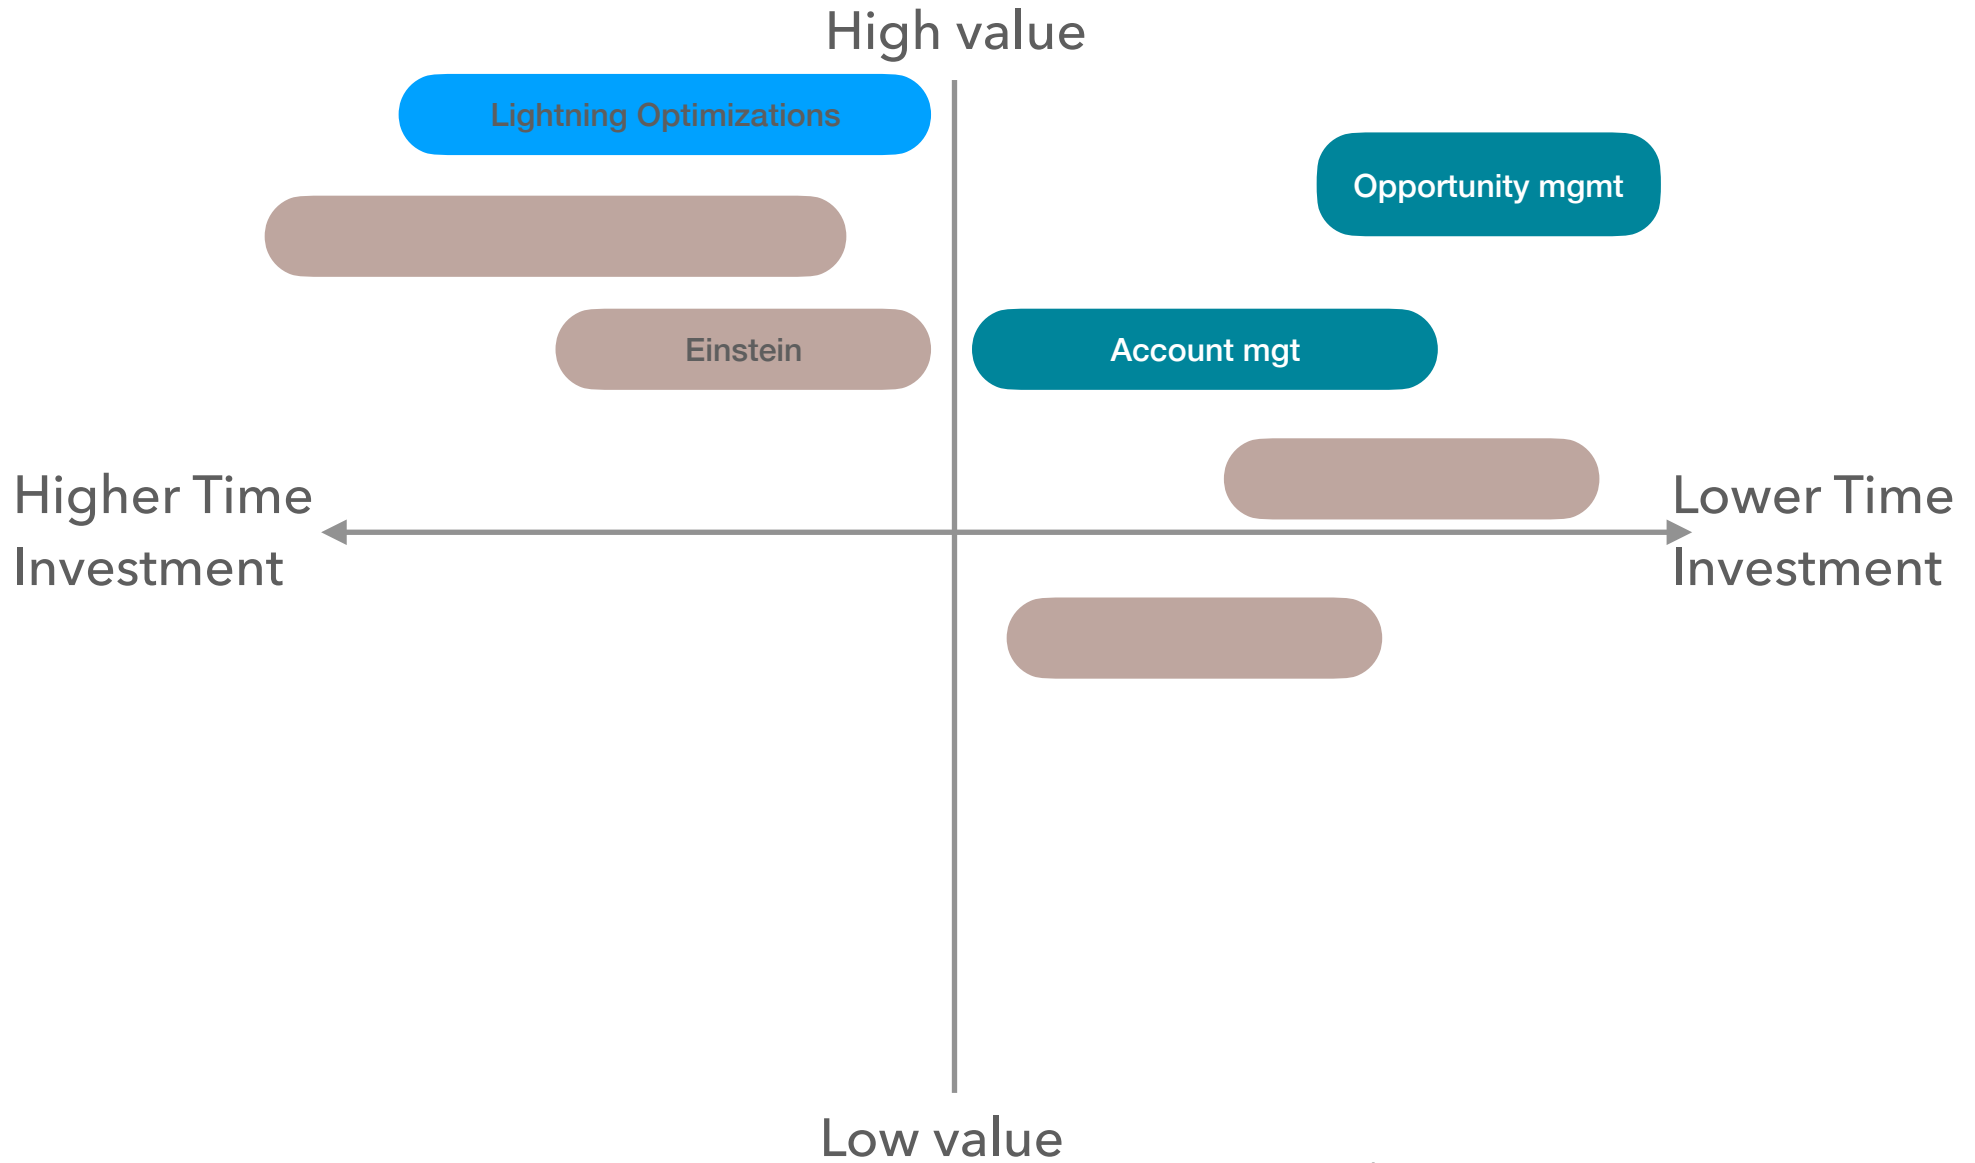 High value
Lightning Optimizations
Opportunity mgmt
Einstein
Account mgt
Higher Time
Investment
Lower Time
Investment
Low value